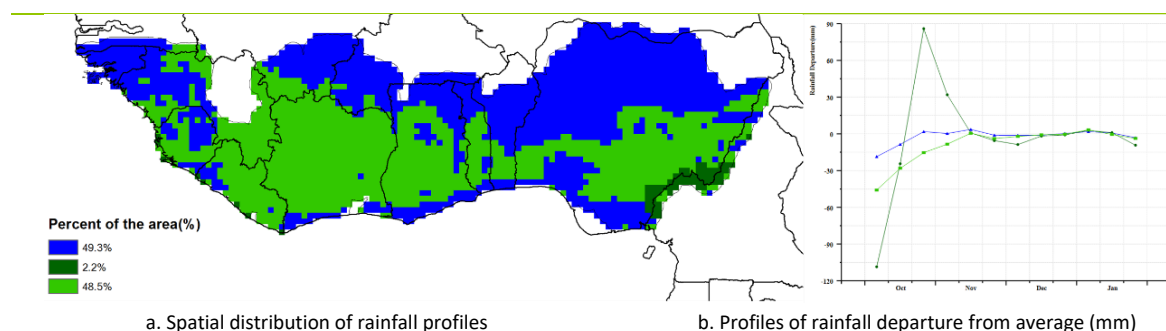 Percent of the area(%)
49.3%
2.2%
48.5%
a. Spatial distribution of rainfall profiles
Rainfall Departure(mm)
90
60
30
0
-30
-60
-90
-120
Oct
Nov
Dec
Jan
b. Profiles of rainfall departure from average (mm)